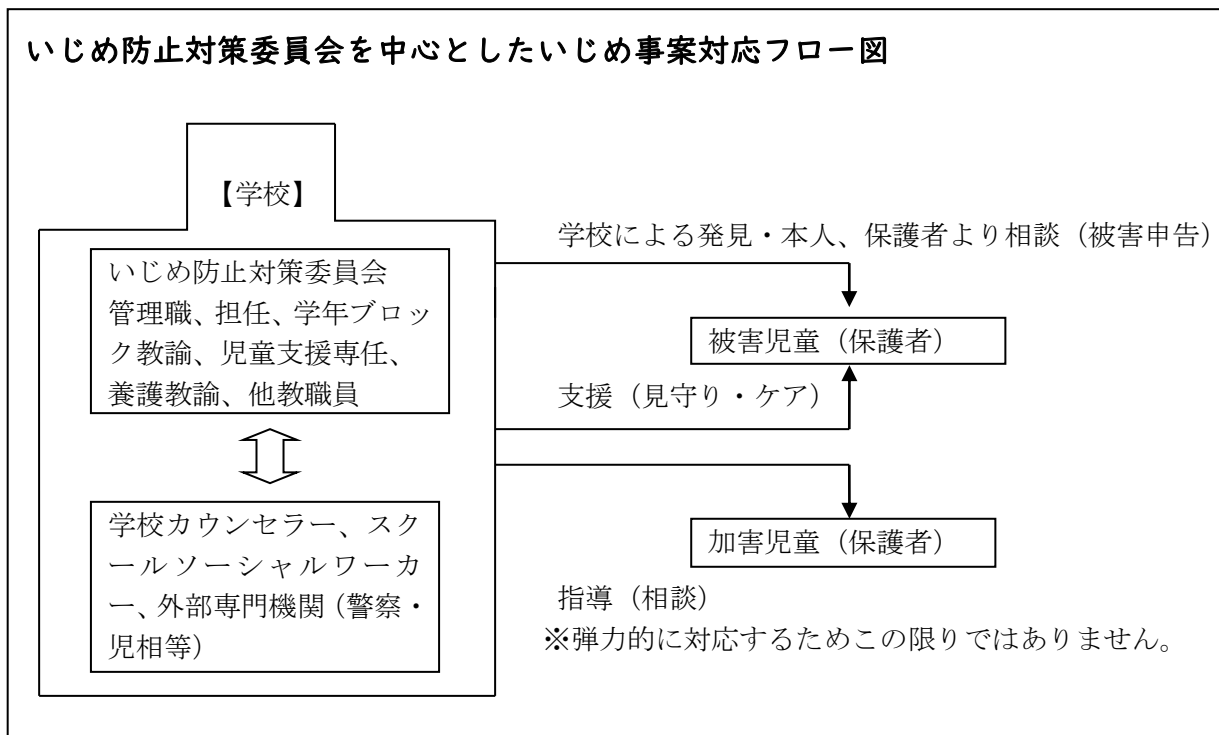 いじめ防止対策委員会を中心としたいじめ事案対応フロー図
【学校】
いじめ防止対策委員会
管理職、担任、学年ブロッ
ク教諭、児童支援専任、
養護教諭、他教職員
学校カウンセラー、スク
ールソーシャルワーカ
ー、外部専門機関（警察・
児相等）
学校による発見・本人、保護者より相談（被害申告）
被害児童（保護者）
支援（見守り・ケア）
加害児童（保護者）
指導（相談）
※弾力的に対応するためこの限りではありません。